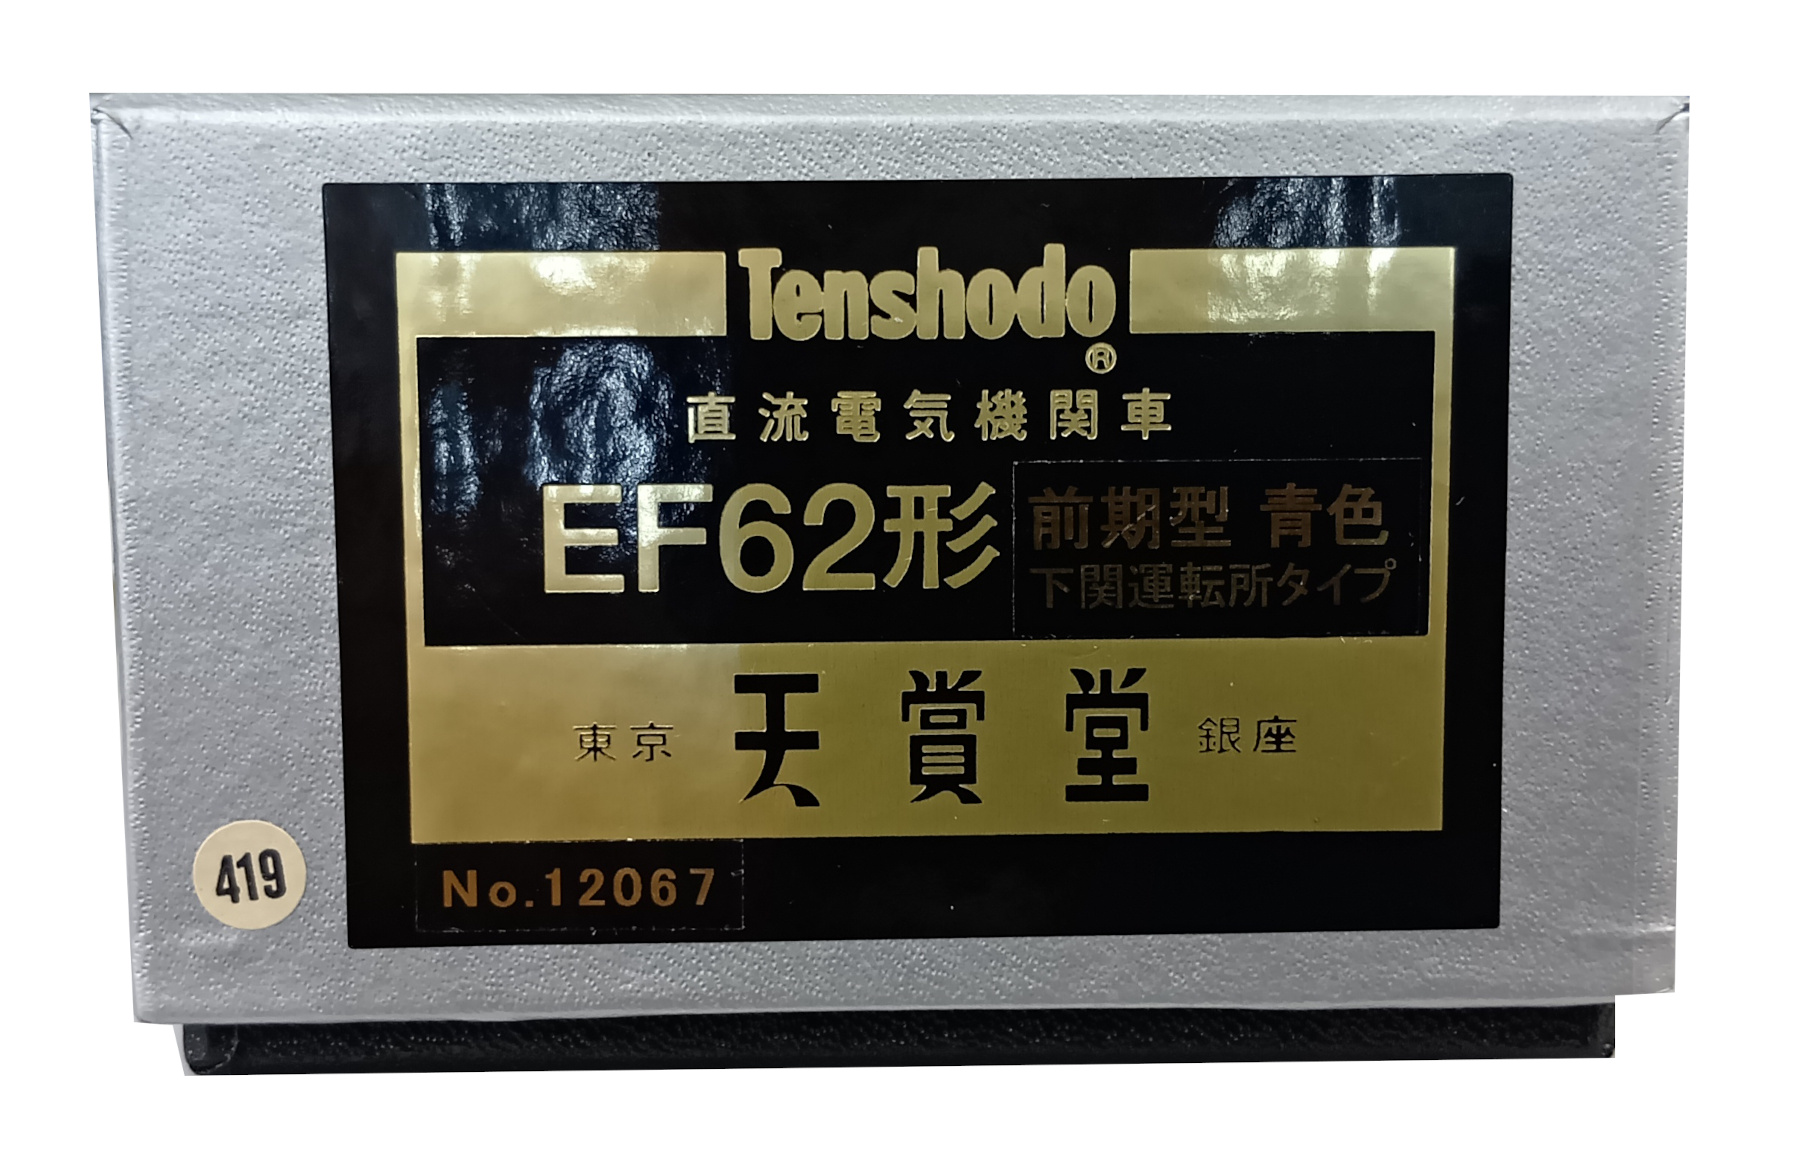 Tenshodo
®
直流電気機関車
EF62形
前期型 青色
下関運転所タイプ
東京 天賞堂 銀座
419
No.12067